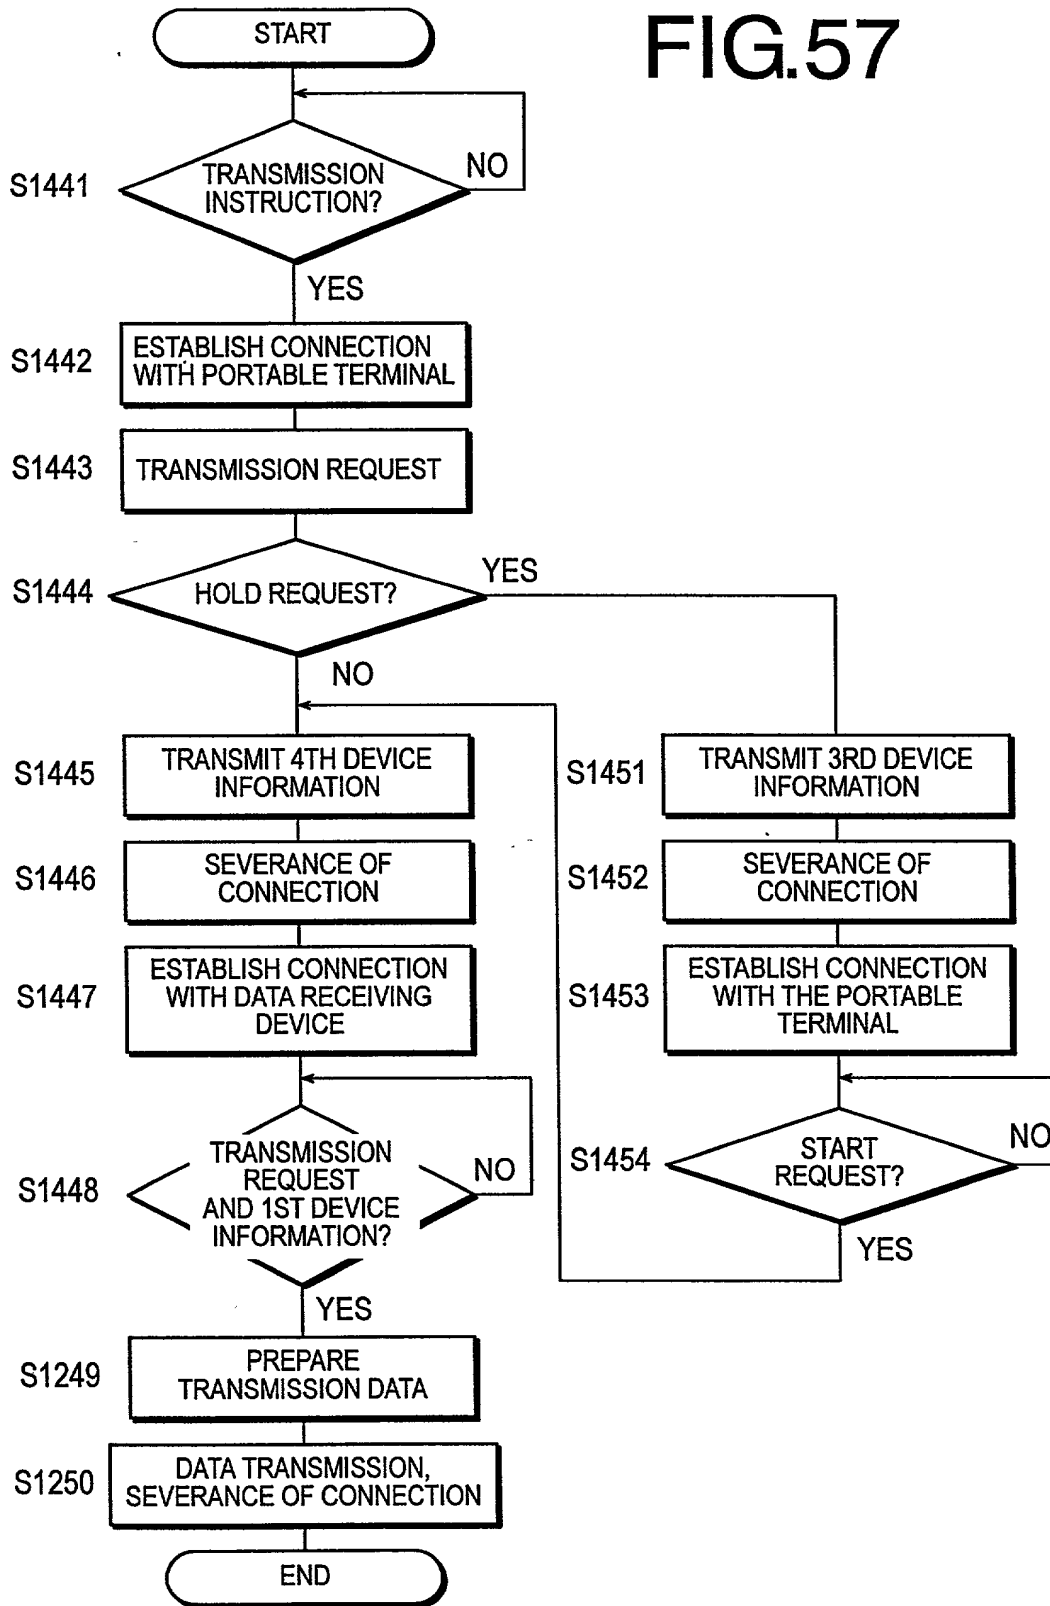 FIG.57
START
S1441
TRANSMISSION
INSTRUCTION?
NO
YES
S1442
ESTABLISH CONNECTION
WITH PORTABLE TERMINAL
S1443
TRANSMISSION REQUEST
S1444
HOLD REQUEST?
YES
NO
S1445
TRANSMIT 4TH DEVICE
INFORMATION
S1446
SEVERANCE OF
CONNECTION
S1447
ESTABLISH CONNECTION
WITH DATA RECEIVING
DEVICE
S1448
TRANSMISSION
REQUEST
AND 1ST DEVICE
INFORMATION?
NO
YES
S1249
PREPARE
TRANSMISSION DATA
S1250
DATA TRANSMISSION,
SEVERANCE OF CONNECTION
END
S1451
TRANSMIT 3RD DEVICE
INFORMATION
S1452
SEVERANCE OF
CONNECTION
S1453
ESTABLISH CONNECTION
WITH THE PORTABLE
TERMINAL
S1454
START
REQUEST?
NO
YES